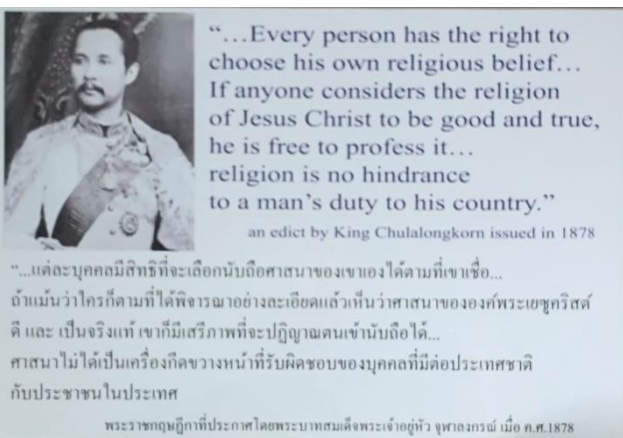 “...Every person has the right to
choose his own religious belief...
If anyone considers the religion
of Jesus Christ to be good and true,
he is free to profess it...
religion is no hindrance
to a man’s duty to his country.”
an edict by King Chulalongkorn issued in 1878
“...แต่ละบุคคลมีสิทธิที่จะเลือกนับถือศาสนาของเขาเองได้ตามที่เขาเชื่อ...
ถ้าแม้นว่าใครก็ตามที่ได้พิจารณาอย่างละเอียดแล้วเห็นว่าศาสนาขององค์พระเยซูคริสต์
ดี และ เป็นจริงแท้ เขาก็มีเสรีภาพที่จะปฏิญาณตนเข้านับถือได้...
ศาสนาไม่ได้เป็นเครื่องกีดขวางหน้าที่รับผิดชอบของบุคคลที่มีต่อประเทศชาติ
กับประชาชนในประเทศ
พระราชกฤษฎีกาที่ประกาศโดยพระบาทสมเด็จพระเจ้าอยู่หัว จุฬาลงกรณ์ เมื่อ ค.ศ.1878